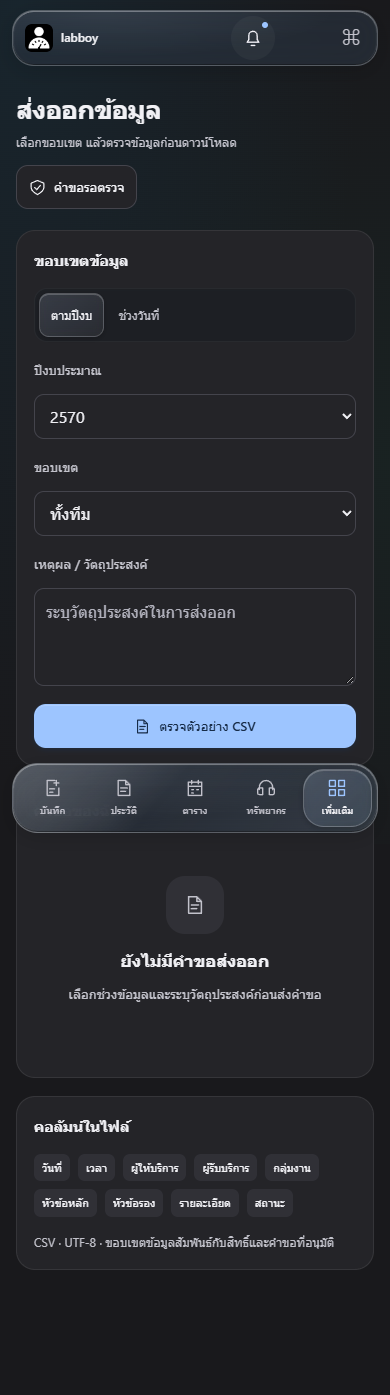 labboy
ส่งออกข้อมูล
เลือกขอบเขต แล้วตรวจข้อมูลก่อนดาวน์โหลด
คำขอรอตรวจ
ขอบเขตข้อมูล
ตามปีงบ ช่วงวันที่
ปีงบประมาณ
2570
ขอบเขต
ทั้งทีม
เหตุผล / วัตถุประสงค์
ระบุวัตถุประสงค์ในการส่งออก
ตรวจตัวอย่าง CSV
บันทึก ประวัติ ตาราง ทรัพยากร เพิ่มเติม
ยังไม่มีคำขอส่งออก
เลือกช่วงข้อมูลและระบุวัตถุประสงค์ก่อนส่งคำขอ
คอลัมน์ในไฟล์
วันที่ เวลา ผู้ให้บริการ ผู้รับบริการ กลุ่มงาน
หัวข้อหลัก หัวข้อรอง รายละเอียด สถานะ
CSV · UTF-8 · ขอบเขตข้อมูลสัมพันธ์กับสิทธิ์และคำขอที่อนุมัติ